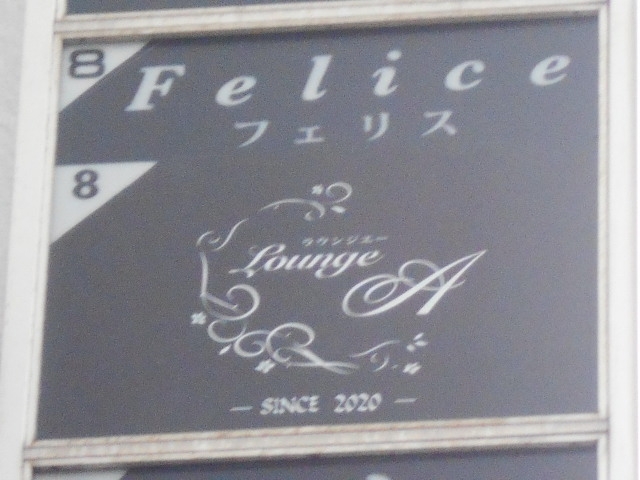 8
Felice
フェリス
8
ラウンジエー
Lounge A
— SINCE 2020 —